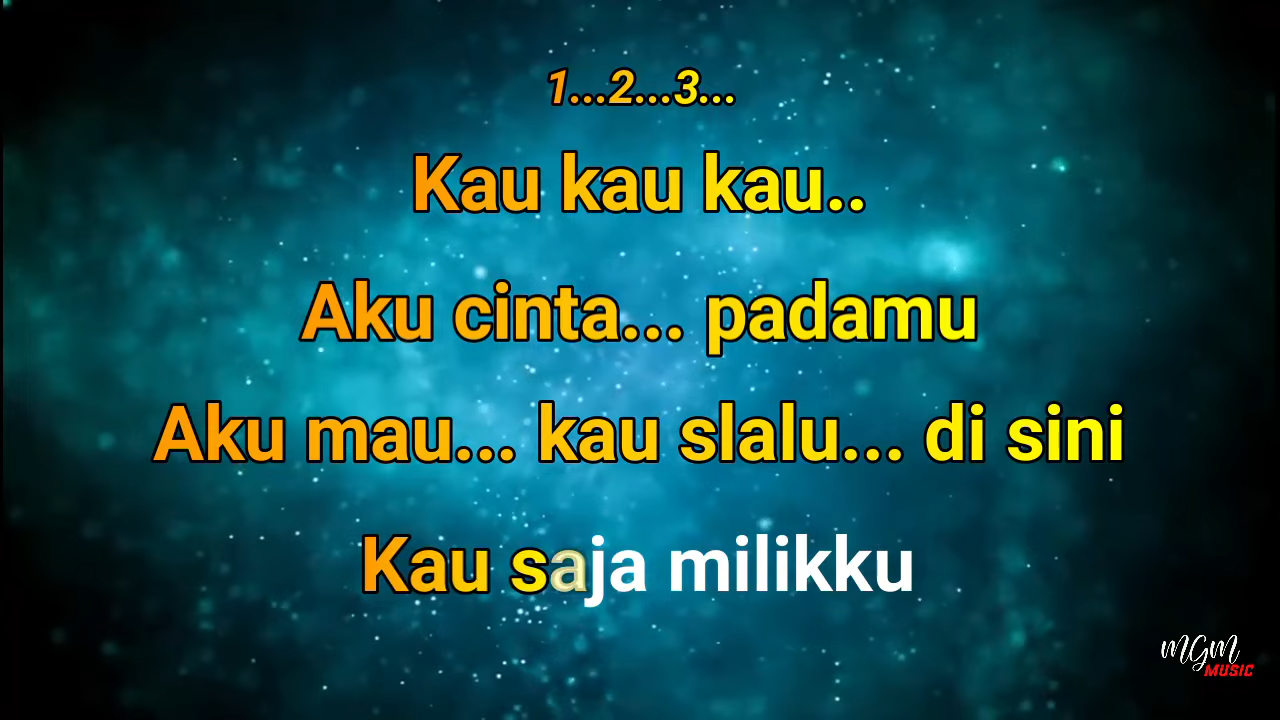 1...2...3...
Kau kau kau..
Aku cinta... padamu
Aku mau... kau slalu... di sini
Kau saja milikku
MGM
MUSIC